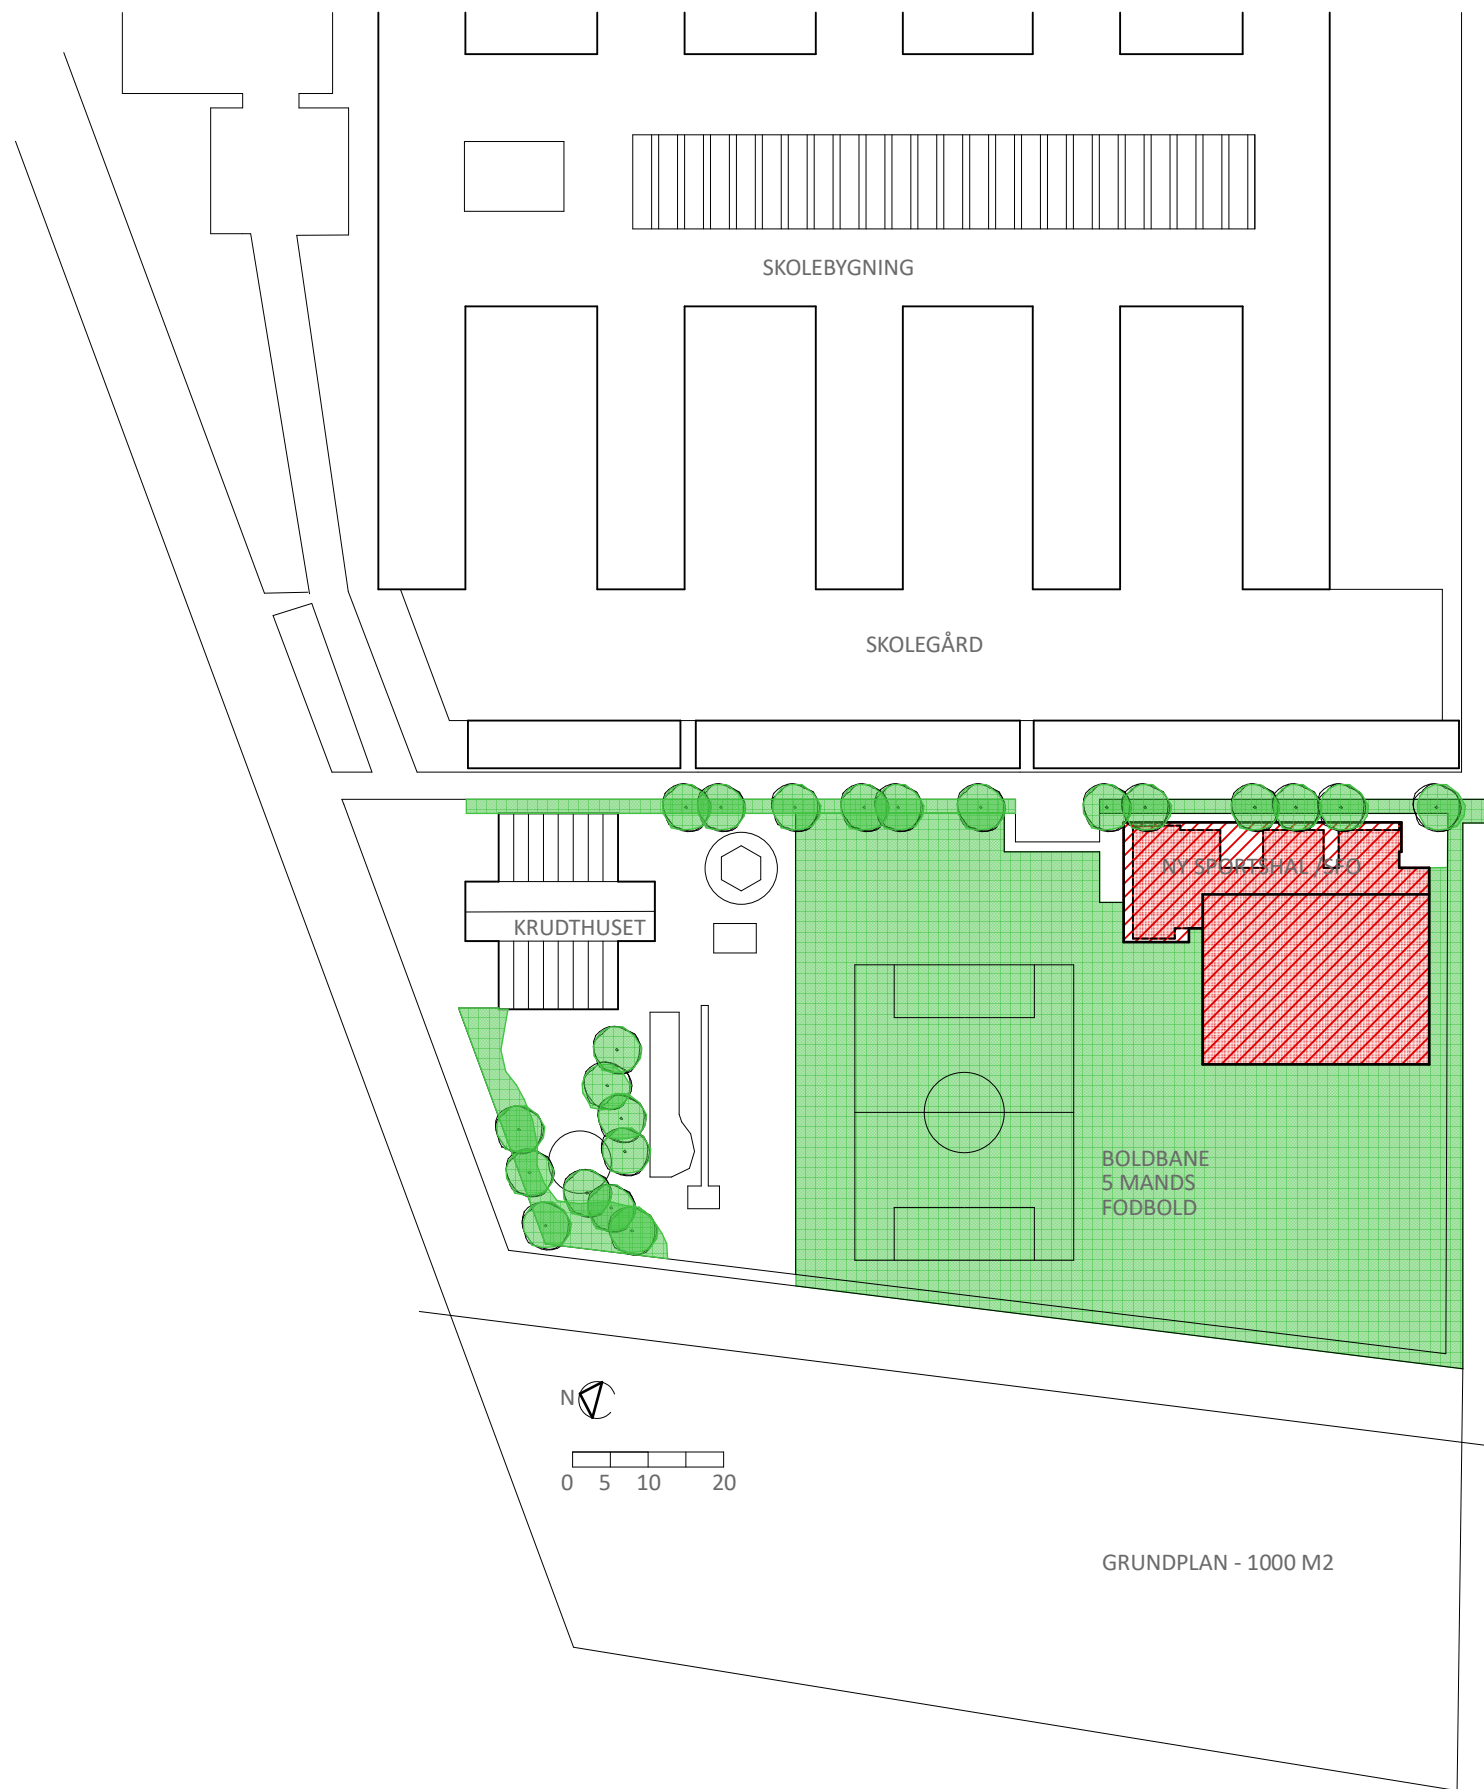 SKOLEBYGNING
SKOLEGÅRD
NY SPORTSHAL /SFO
KRUDTHUSET
BOLDBANE
5 MANDS
FODBOLD
N
0 5 10 20
GRUNDPLAN - 1000 M2